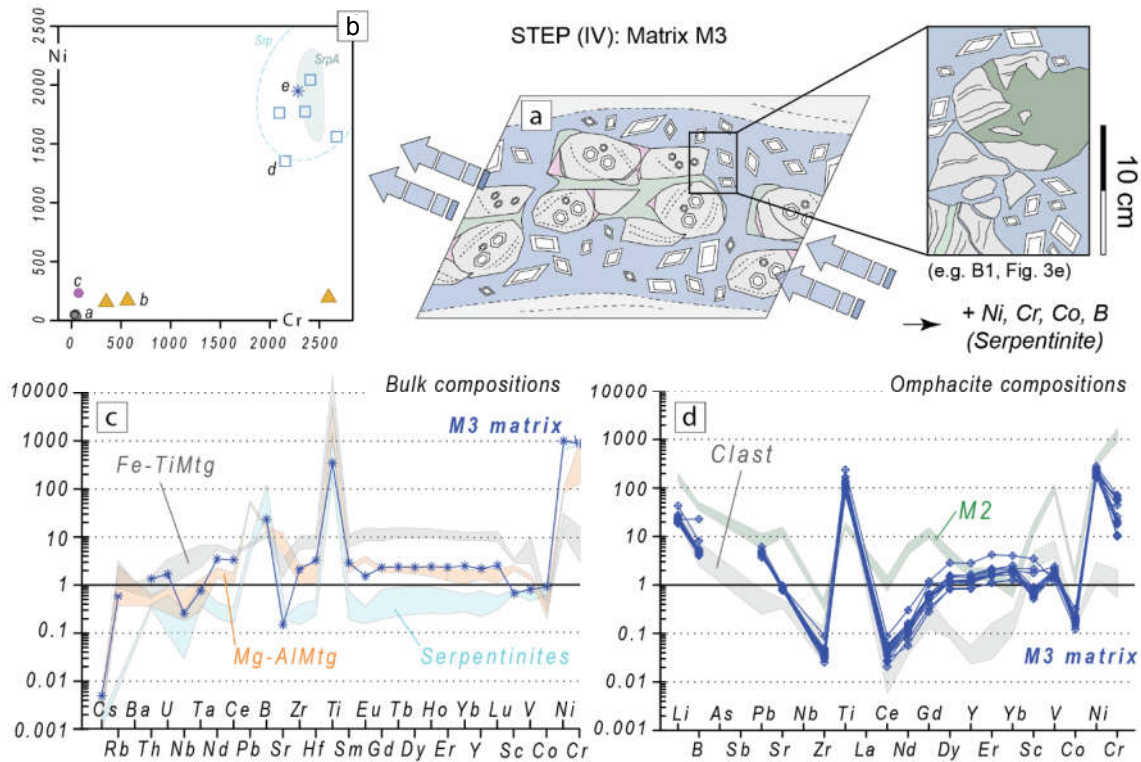 b
2500
2000
1500
1000
500
0
Ni
Srp
SrpA
e
d
c
b
a
Cr
0
500
1000
1500
2000
2500
STEP (IV): Matrix M3
a
10 cm
(e.g. B1, Fig. 3e)
+ Ni, Cr, Co, B
(Serpentinite)
Bulk compositions
c
M3 matrix
Fe-TiMtg
Mg-AlMtg
Serpentinites
10000
1000
100
10
1
0.1
0.01
0.001
Cs Ba U Ta Ce B Zr Ti Eu Tb Ho Yb Lu V Ni
Rb Th Nb Nd Pb Sr Hf Sm Gd Dy Er Y Sc Co Cr
Omphacite compositions
d
Clast
M2
M3 matrix
10000
1000
100
10
1
0.1
0.01
0.001
Li As Pb Nb Ti Ce Gd Y Yb V Ni
B Sb Sr Zr La Nd Dy Er Sc Co Cr